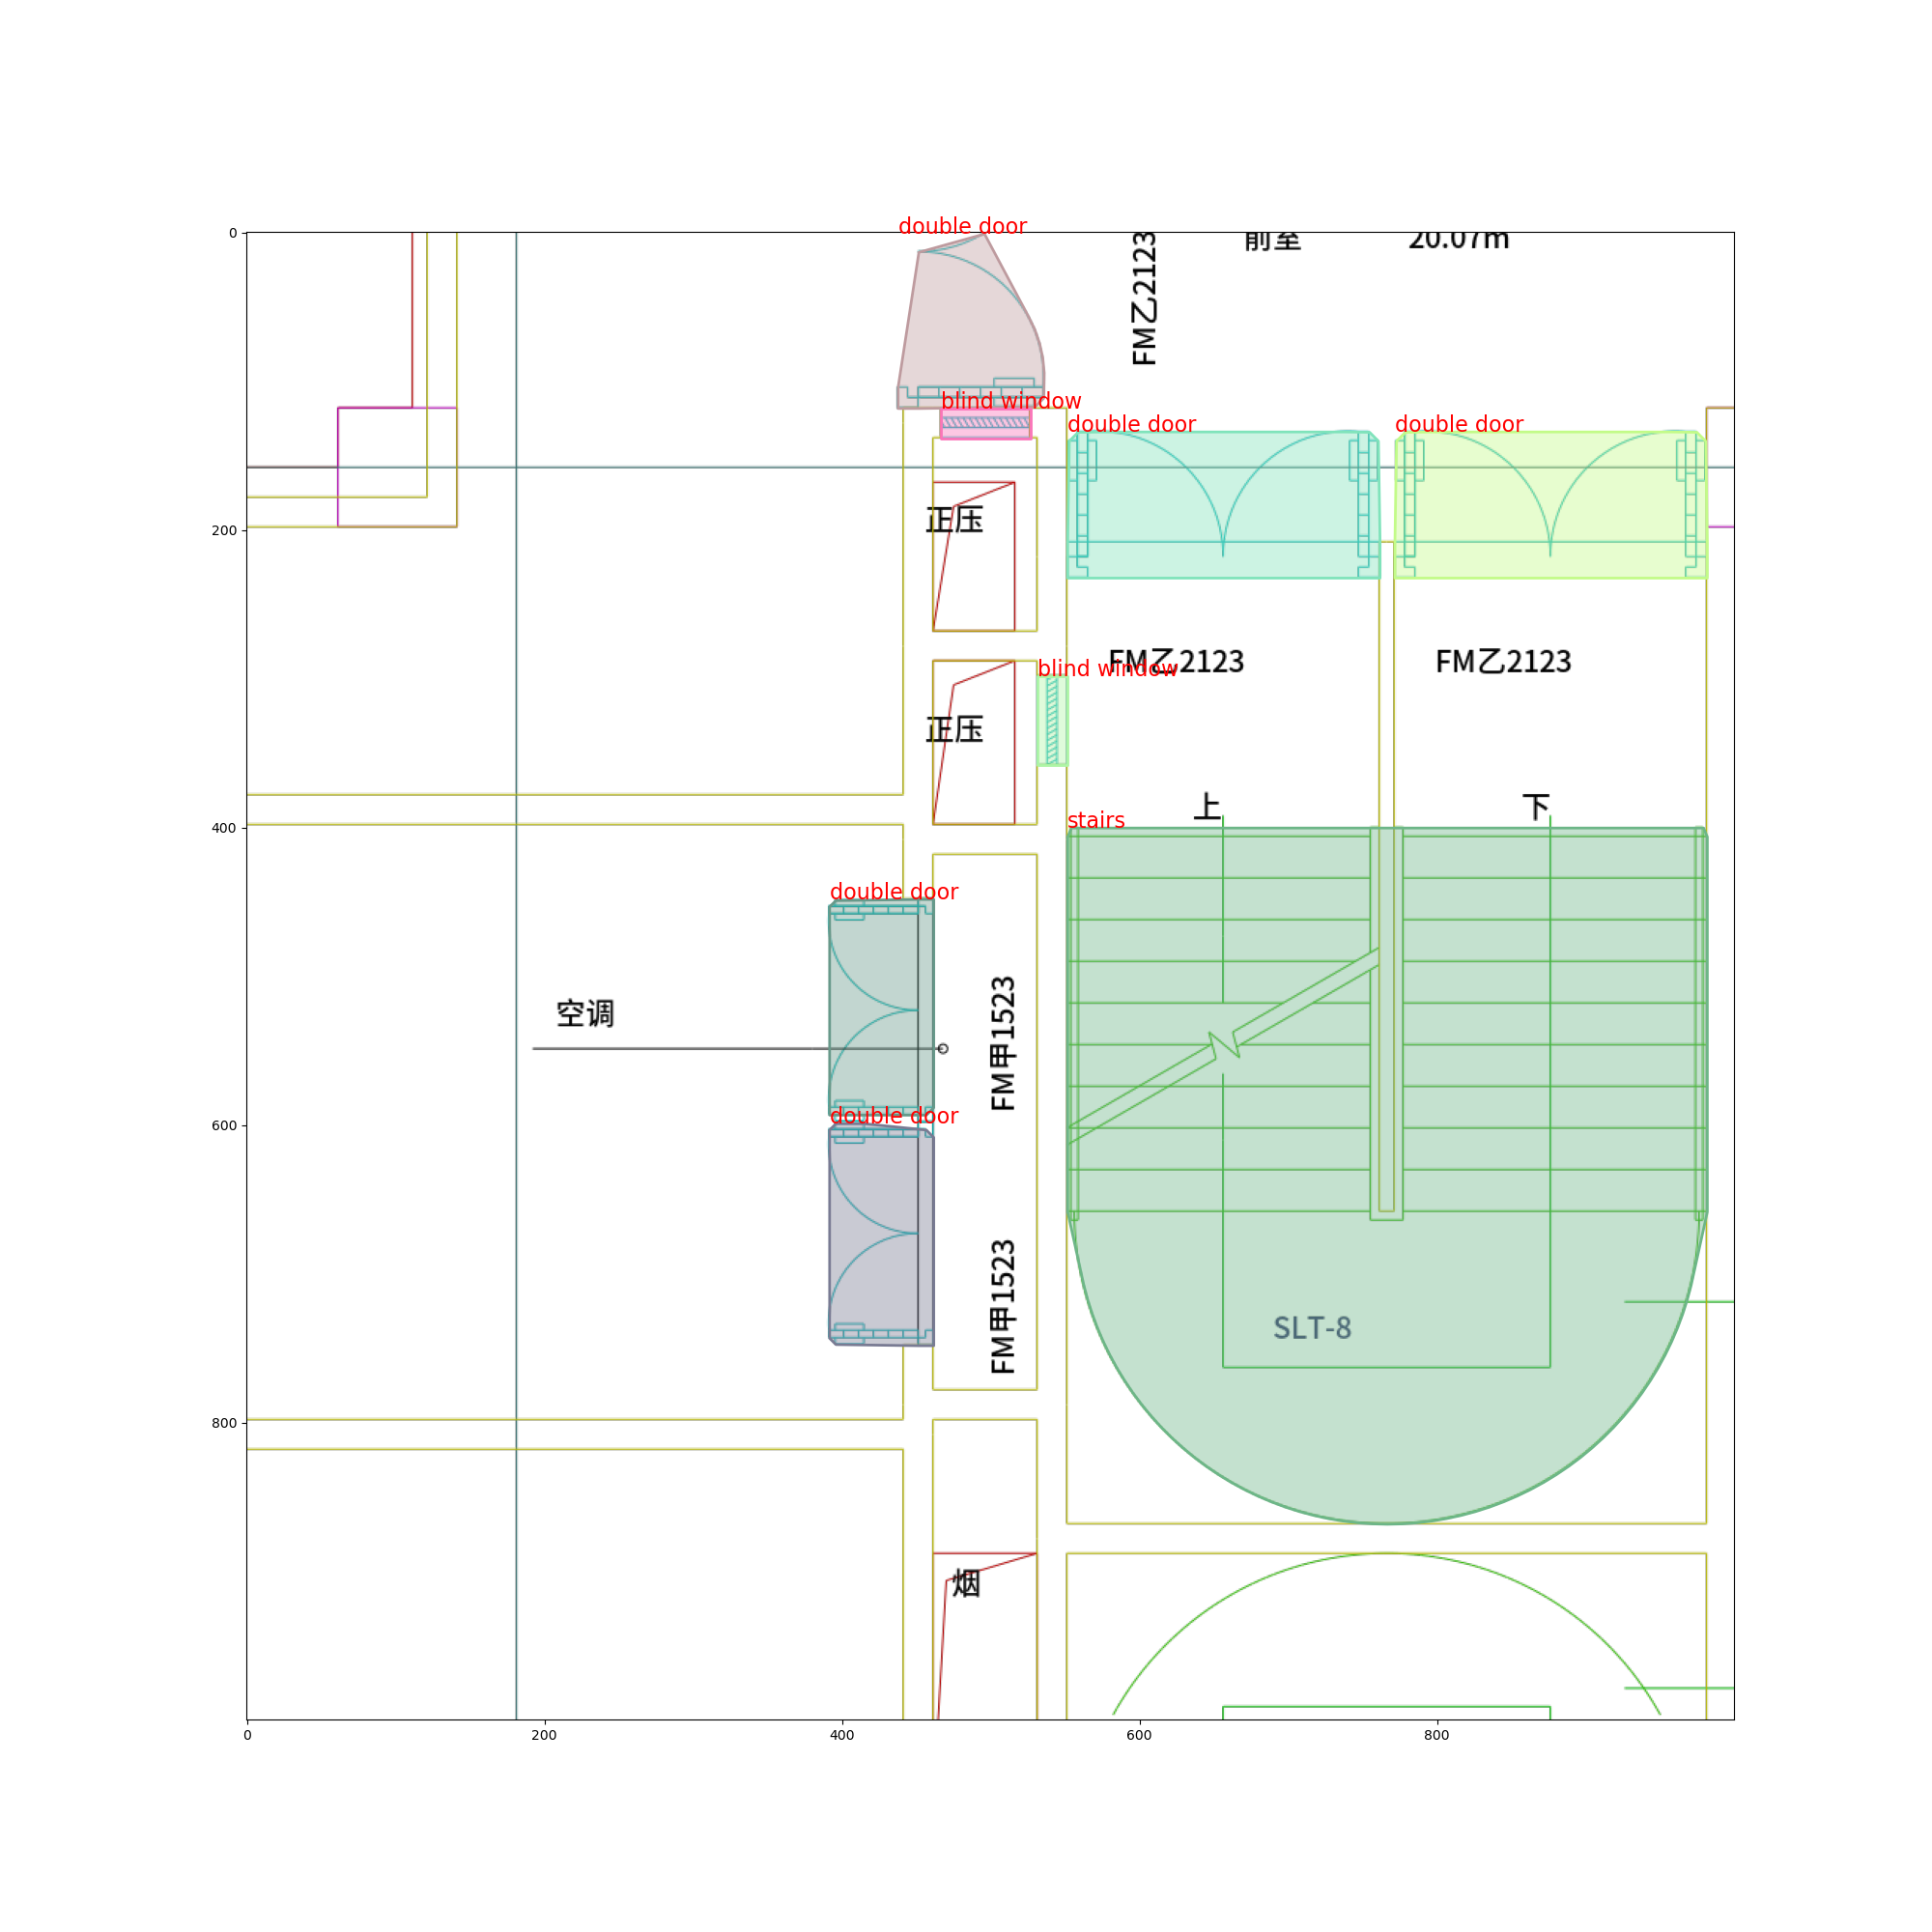 double door
前室
20.07m
FM乙2123
0
blind window
double door
double door
200
正压
FM乙2123
FM乙2123
blind window
正压
上
下
400
stairs
double door
空调
FM甲1523
600
double door
FM甲1523
SLT-8
800
烟
0
200
400
600
800